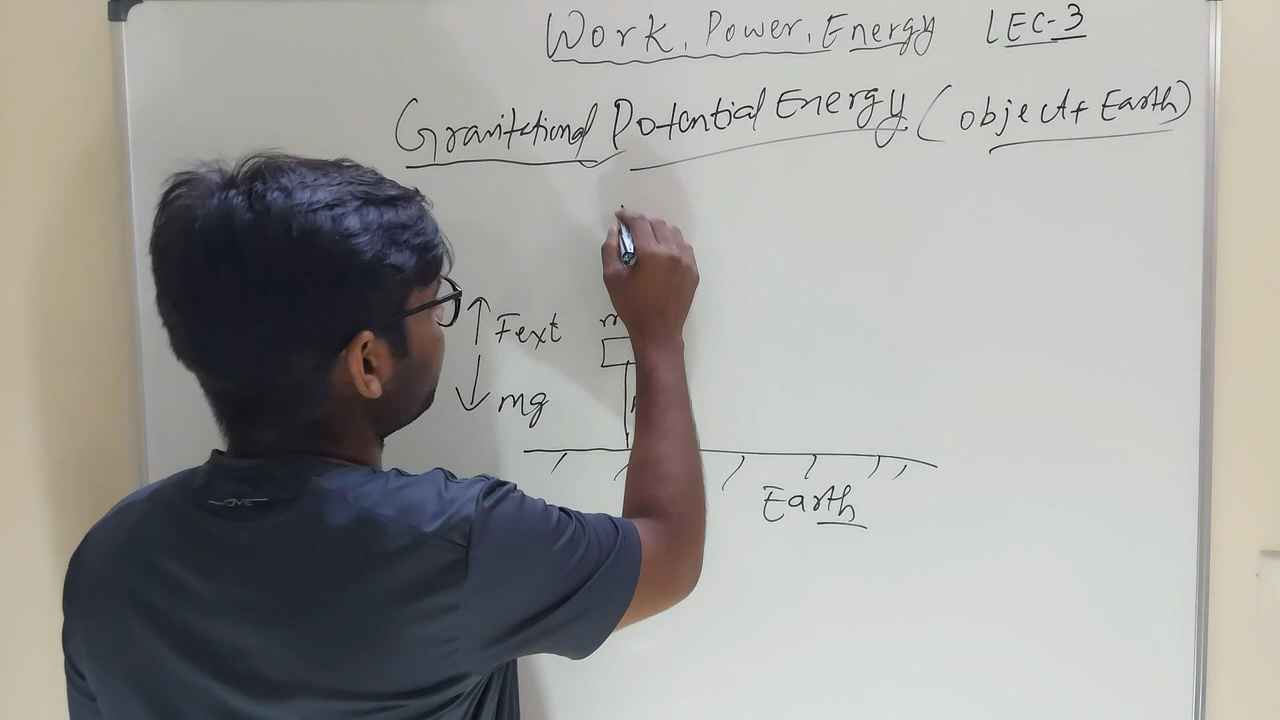 Work, Power, Energy LEC-3
Gravitational Potential Energy (object + Earth)
Fext
m
mg
Earth